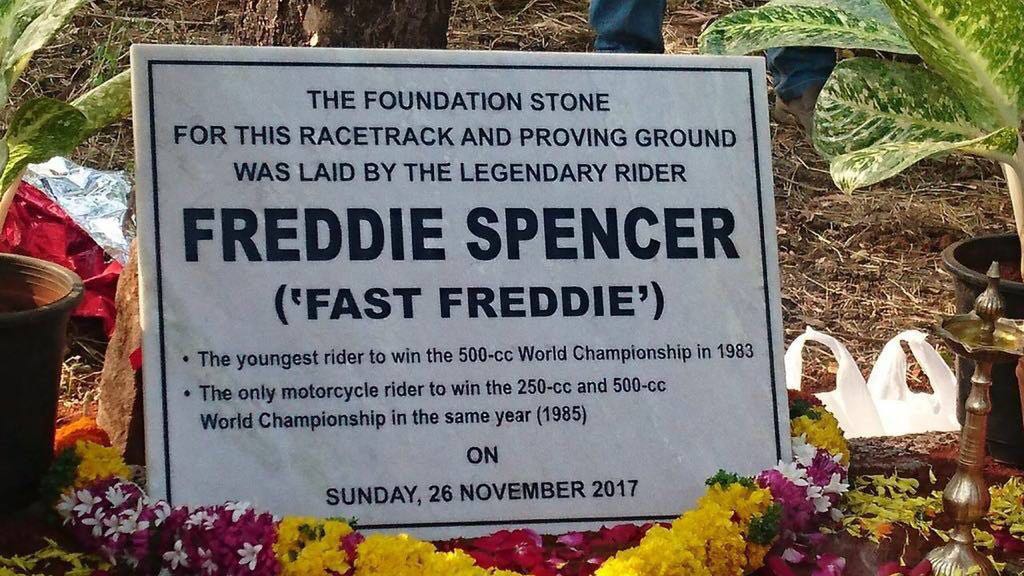 THE FOUNDATION STONE
FOR THIS RACETRACK AND PROVING GROUND
WAS LAID BY THE LEGENDARY RIDER
FREDDIE SPENCER
(‘FAST FREDDIE’)
• The youngest rider to win the 500-cc World Championship in 1983
• The only motorcycle rider to win the 250-cc and 500-cc
World Championship in the same year (1985)
ON
SUNDAY, 26 NOVEMBER 2017